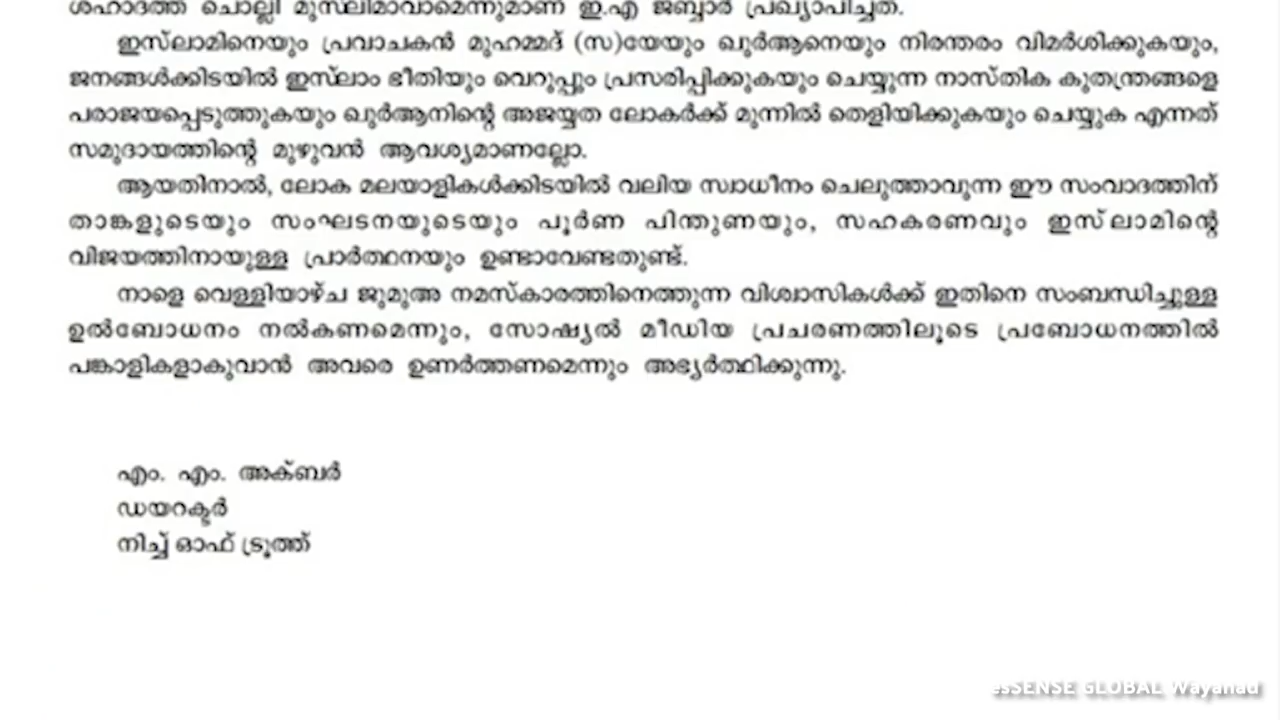 ശഹാദത്ത് ചൊല്ലി മുസ്‌ലിമാവാമെന്നുമാണ് ഇ.എ ജബ്ബാർ പ്രഖ്യാപിച്ചത്.
ഇസ്‌ലാമിനെയും പ്രവാചകൻ മുഹമ്മദ് (സ)യേയും ഖുർആനെയും നിരന്തരം വിമർശിക്കുകയും,
ജനങ്ങൾക്കിടയിൽ ഇസ്‌ലാം ഭീതിയും വെറുപ്പും പ്രസരിപ്പിക്കുകയും ചെയ്യുന്ന നാസ്തിക കുതന്ത്രങ്ങളെ
പരാജയപ്പെടുത്തുകയും ഖുർആനിന്റെ അജയ്യത ലോകർക്ക് മുന്നിൽ തെളിയിക്കുകയും ചെയ്യുക എന്നത്
സമുദായത്തിന്റെ മുഴുവൻ ആവശ്യമാണല്ലോ.
ആയതിനാൽ, ലോക മലയാളികൾക്കിടയിൽ വലിയ സ്വാധീനം ചെലുത്താവുന്ന ഈ സംവാദത്തിന്
താങ്കളുടെയും സംഘടനയുടെയും പൂർണ പിന്തുണയും, സഹകരണവും ഇസ്‌ലാമിന്റെ
വിജയത്തിനായുള്ള പ്രാർത്ഥനയും ഉണ്ടാവേണ്ടതുണ്ട്.
നാളെ വെള്ളിയാഴ്ച ജുമുഅ നമസ്കാരത്തിനെത്തുന്ന വിശ്വാസികൾക്ക് ഇതിനെ സംബന്ധിച്ചുള്ള
ഉൽബോധനം നൽകണമെന്നും, സോഷ്യൽ മീഡിയ പ്രചരണത്തിലൂടെ പ്രബോധനത്തിൽ
പങ്കാളികളാകുവാൻ അവരെ ഉണർത്തണമെന്നും അഭ്യർത്ഥിക്കുന്നു.
എം. എം. അക്ബർ
ഡയറക്ടർ
നിച്ച് ഓഫ് ട്രൂത്ത്
esSENSE GLOBAL Wayanad